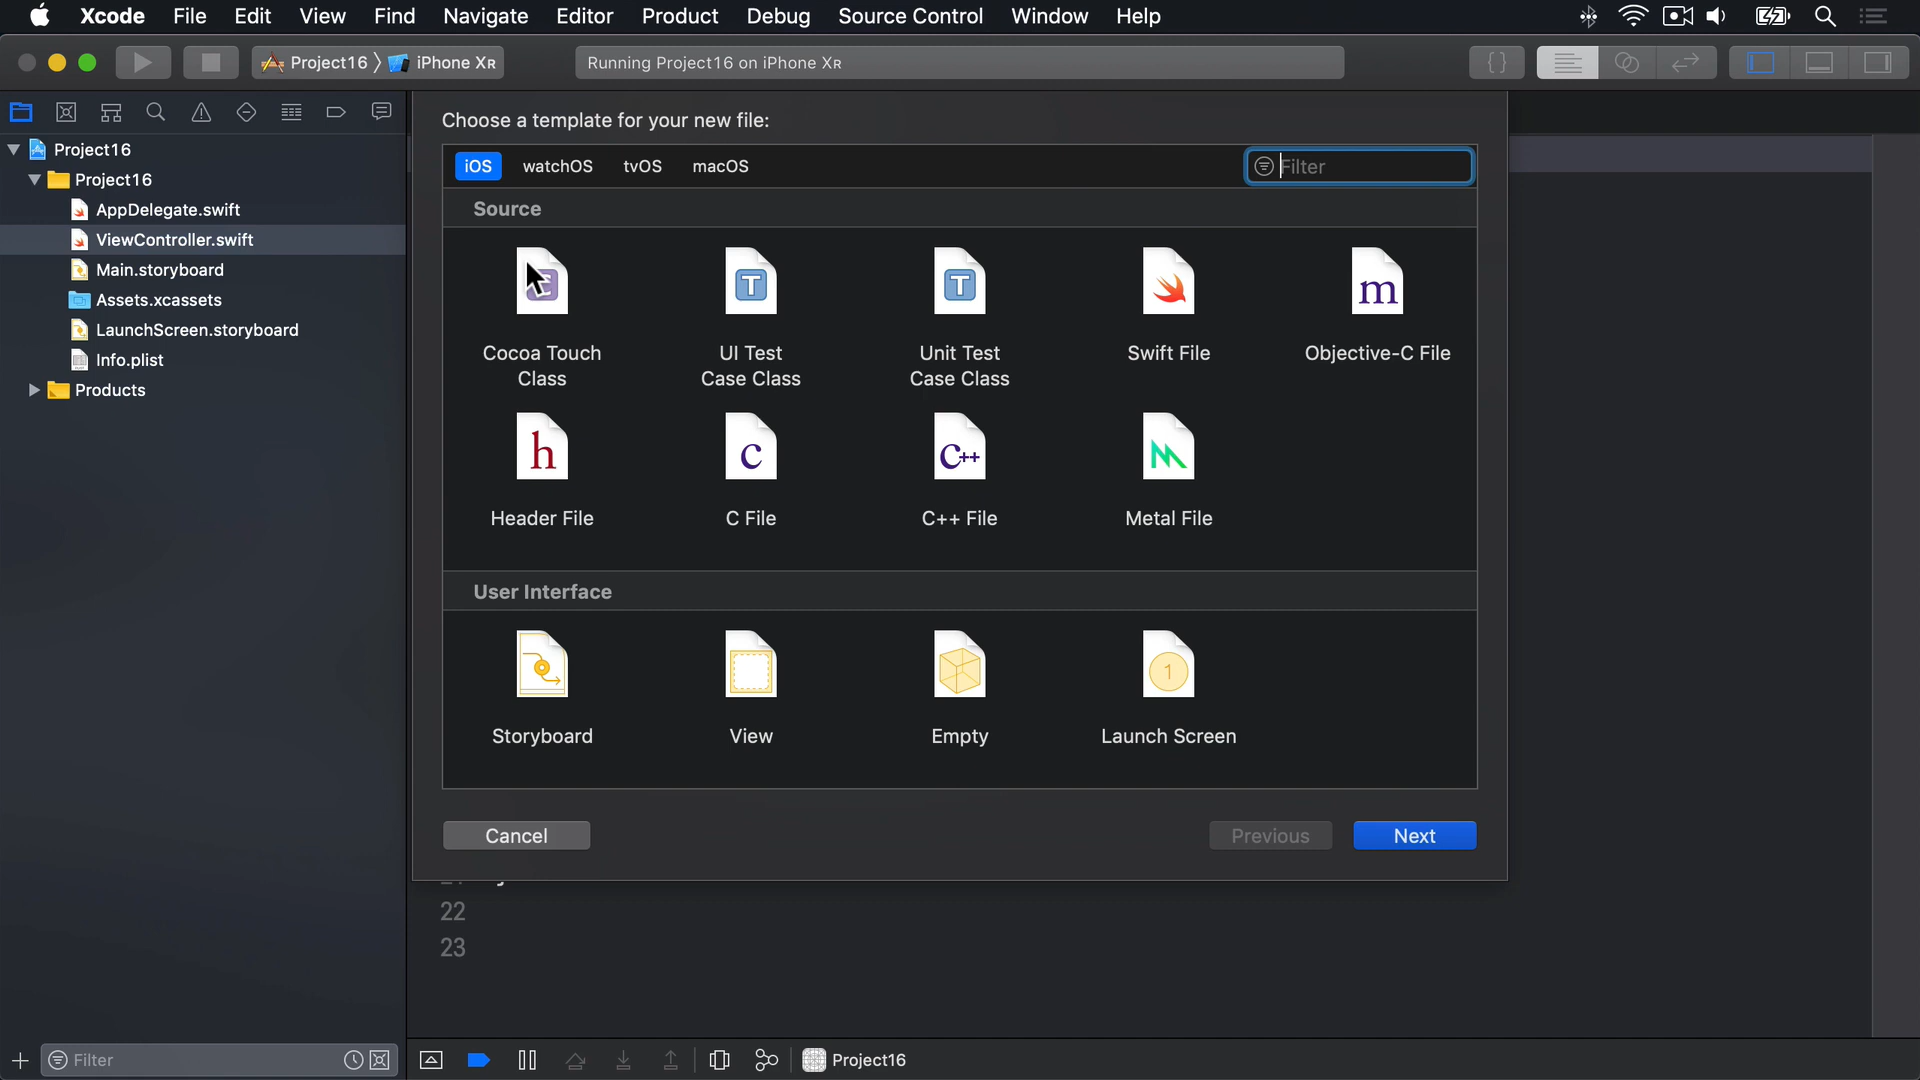 Xcode File Edit View Find Navigate Editor Product Debug Source Control Window Help
Project16 iPhone XR Running Project16 on iPhone XR
Choose a template for your new file:
iOS watchOS tvOS macOS Filter
Project16
Project16
AppDelegate.swift
ViewController.swift
Main.storyboard
Assets.xcassets
LaunchScreen.storyboard
Info.plist
Products
Source
T T m
Cocoa Touch Class
UI Test Case Class
Unit Test Case Class
Swift File
Objective-C File
h c C++
Header File
C File
C++ File
Metal File
User Interface
1
Storyboard
View
Empty
Launch Screen
Cancel Previous Next
22
23
Filter
Project16